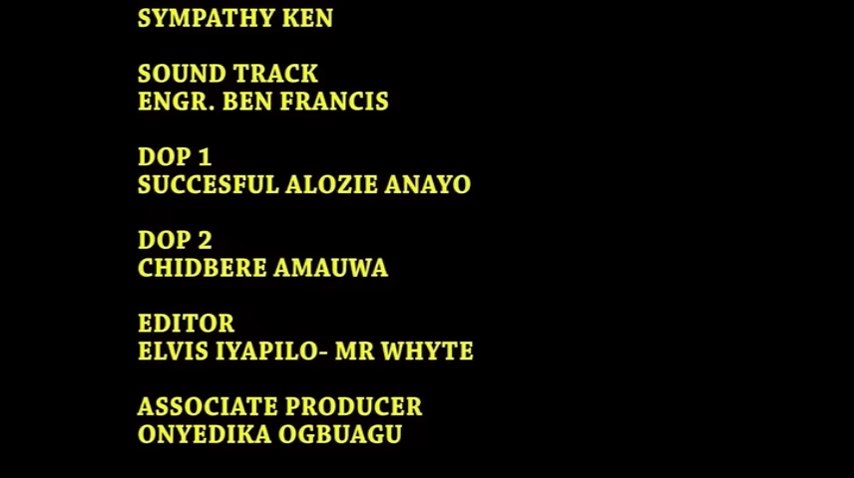 SYMPATHY KEN
SOUND TRACK
ENGR. BEN FRANCIS
DOP 1
SUCCESFUL ALOZIE ANAYO
DOP 2
CHIDBERE AMAUWA
EDITOR
ELVIS IYAPILO- MR WHYTE
ASSOCIATE PRODUCER
ONYEDIKA OGBUAGU